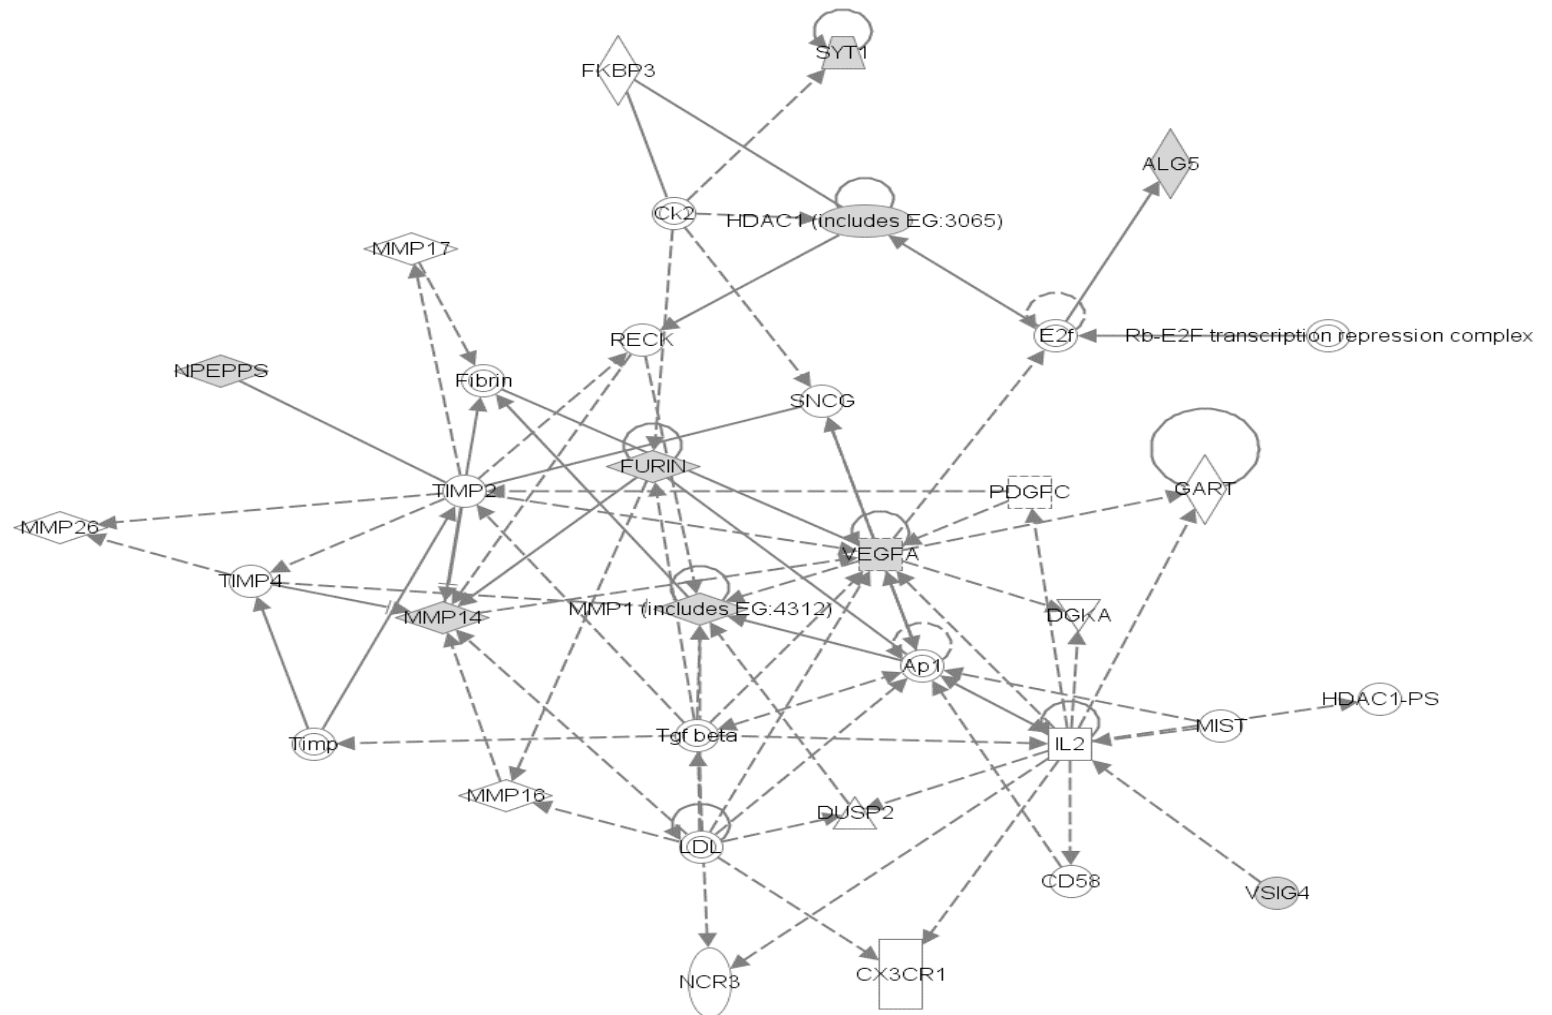 SYT1
FKBP3
ALG5
Ck2
HDAC1 (includes EG:3065)
MMP17
RECK
E2f
Rb-E2F transcription repression complex
NPEPPS
Fibrin
SNCG
FURIN
TIMP2
PDGFC
GART
MMP26
VEGFA
TIMP4
MMP14
MMP1 (includes EG:4312)
DGKA
Ap1
HDAC1-PS
MIST
Timp
Tgf beta
IL2
MMP16
DUSP2
LDL
CD58
VSIG4
NCR3
CX3CR1